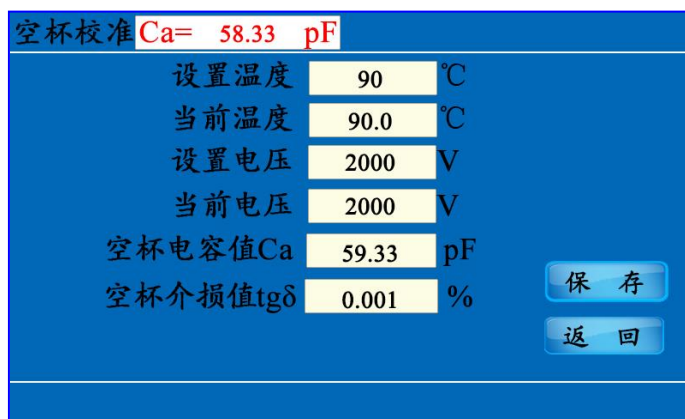 空杯校准 Ca= 58.33 pF
设置温度 90 ℃
当前温度 90.0 ℃
设置电压 2000 V
当前电压 2000 V
空杯电容值Ca 59.33 pF
空杯介损值tgδ 0.001 %
保 存
返 回